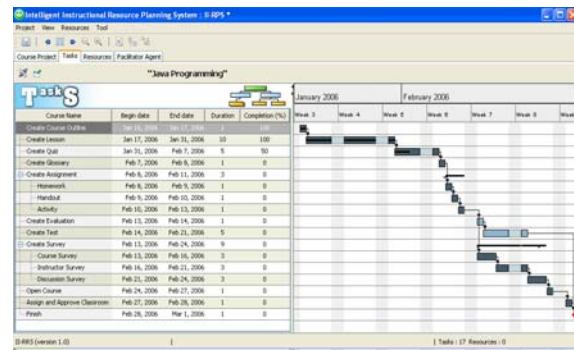 Intelligent Instructional Resource Planning System : II-RPS *
Project View Resources Tool
Course Project Tasks Resources Facilitator Agent
"Java Programming"
Tasks
January 2006 February 2006
Course Name Begin date End date Duration Completion (%) Week 3 Week 4 Week 5 Week 6 Week 7 Week 8
Create Course Outline Jan 16, 2006 Jan 17, 2006 1 100
Create Lesson Jan 17, 2006 Jan 31, 2006 10 100
Create Quiz Jan 31, 2006 Feb 7, 2006 5 50
Create Glossary Feb 7, 2006 Feb 8, 2006 1 0
Create Assignment Feb 8, 2006 Feb 11, 2006 3 0
Homework Feb 8, 2006 Feb 9, 2006 1 0
Handout Feb 9, 2006 Feb 10, 2006 1 0
Activity Feb 10, 2006 Feb 13, 2006 1 0
Create Evaluation Feb 13, 2006 Feb 14, 2006 1 0
Create Test Feb 14, 2006 Feb 21, 2006 5 0
Create Survey Feb 13, 2006 Feb 24, 2006 9 0
Course Survey Feb 13, 2006 Feb 16, 2006 3 0
Instructor Survey Feb 16, 2006 Feb 21, 2006 3 0
Discussion Survey Feb 21, 2006 Feb 24, 2006 3 0
Open Course Feb 24, 2006 Feb 27, 2006 1 0
Assign and Approve Classroom Feb 27, 2006 Feb 28, 2006 1 0
Finish Feb 28, 2006 Mar 1, 2006 1 0
(version 1.0) | | Tasks : 17 Resources : 0